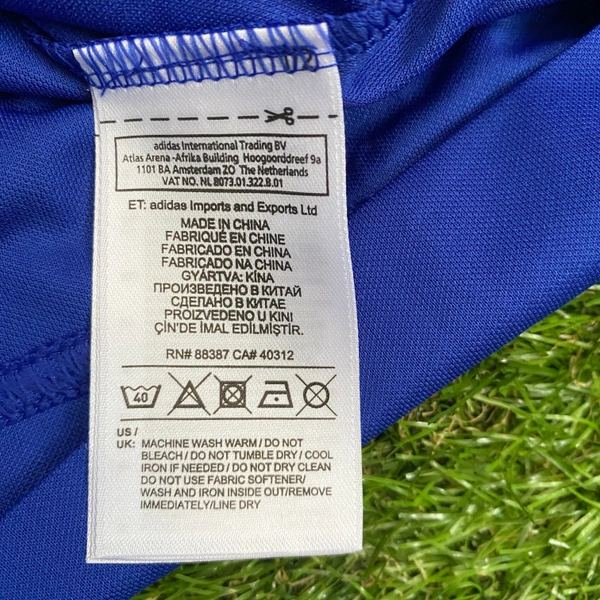 1/2
adidas International Trading BV
Atlas Arena -Afrika Building Hoogoorddreef 9a
1101 BA Amsterdam ZO The Netherlands
VAT NO. NL 8073.01.322.B.01
ET: adidas Imports and Exports Ltd
MADE IN CHINA
FABRIQUÉ EN CHINE
FABRICADO EN CHINA
FABRICADO NA CHINA
GYÁRTVA: KÍNA
ПРОИЗВЕДЕНО В КИТАЙ
СДЕЛАНО В КИТАЕ
PROIZVEDENO U KINI
ÇİN'DE İMAL EDİLMİŞTİR.
RN# 88387 CA# 40312
40
US /
UK: MACHINE WASH WARM / DO NOT
BLEACH / DO NOT TUMBLE DRY / COOL
IRON IF NEEDED / DO NOT DRY CLEAN
DO NOT USE FABRIC SOFTENER/
WASH AND IRON INSIDE OUT/REMOVE
IMMEDIATELY/LINE DRY